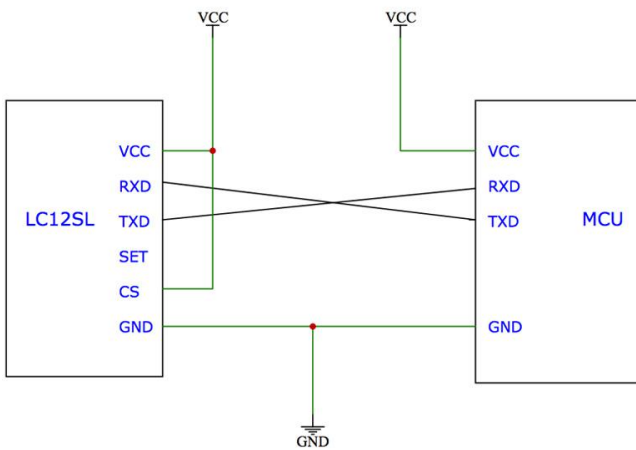 VCC
VCC
VCC
RXD
TXD
SET
CS
GND
LC12SL
VCC
RXD
TXD
GND
MCU
GND